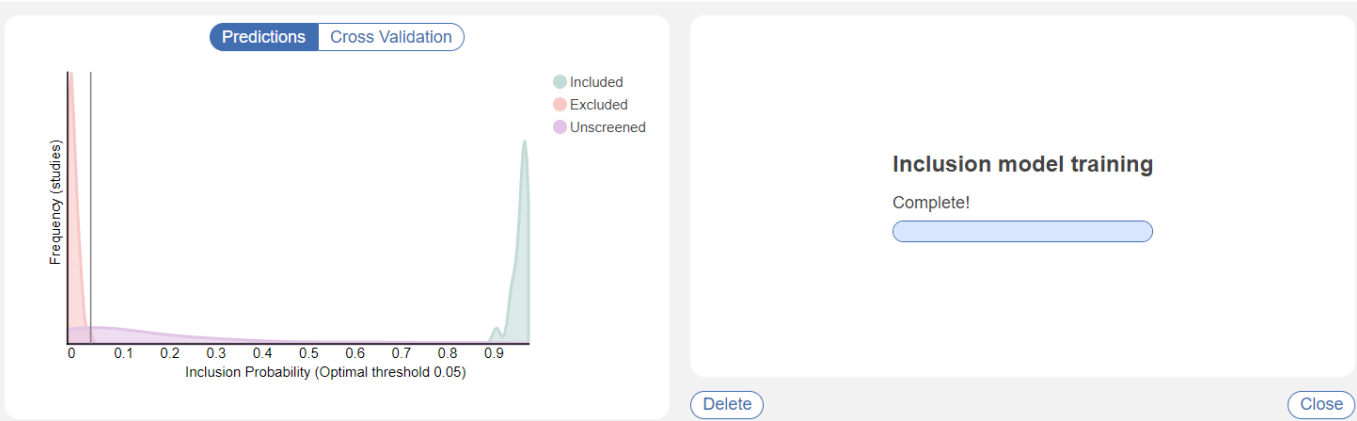 Predictions
Cross Validation
Included
Excluded
Unscreened
Frequency (studies)
0 0.1 0.2 0.3 0.4 0.5 0.6 0.7 0.8 0.9
Inclusion Probability (Optimal threshold 0.05)
Inclusion model training
Complete!
Delete
Close